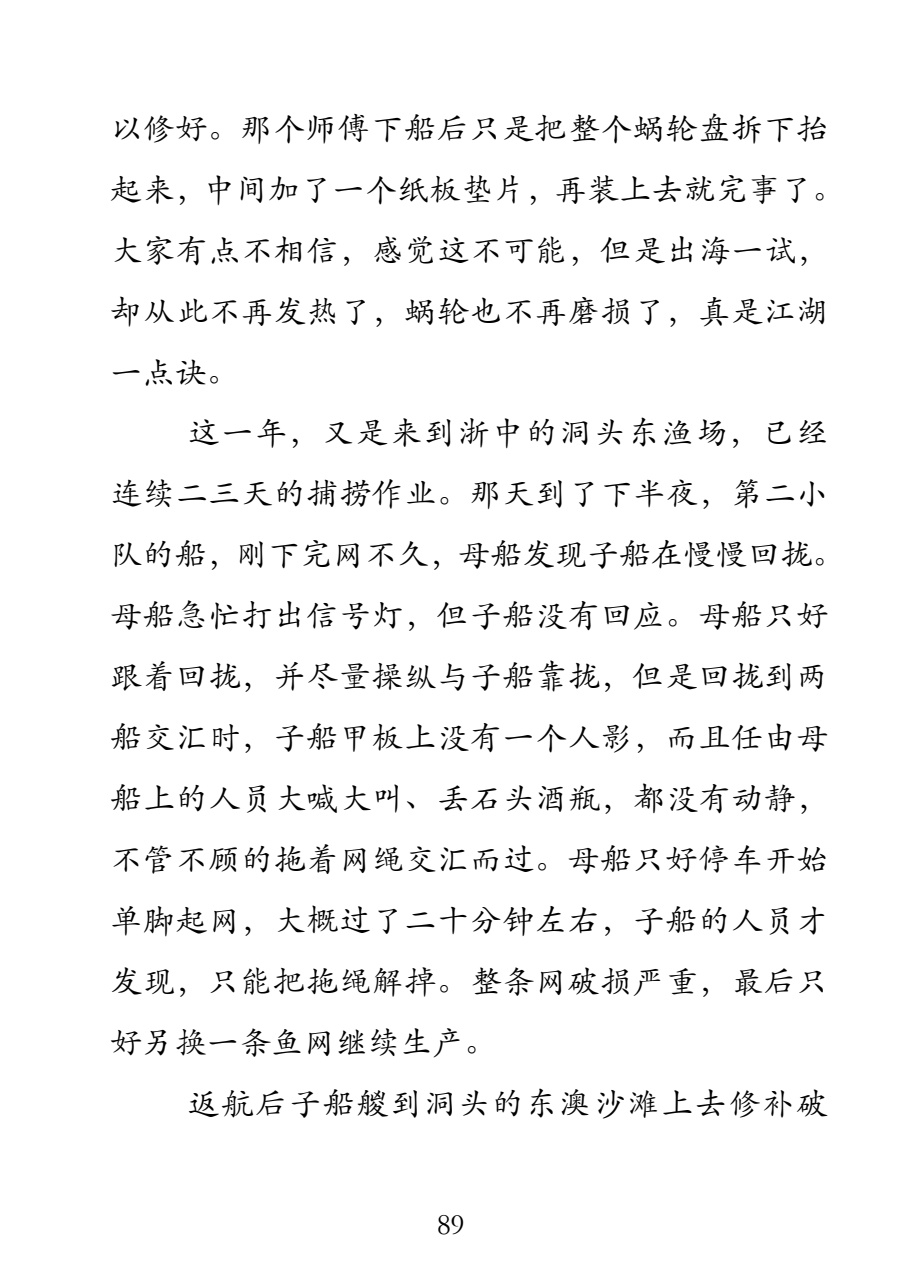 以修好。那个师傅下船后只是把整个蜗轮盘拆下抬
起来，中间加了一个纸板垫片，再装上去就完事了。
大家有点不相信，感觉这不可能，但是出海一试，
却从此不再发热了，蜗轮也不再磨损了，真是江湖
一点诀。
这一年，又是来到浙中的洞头东渔场，已经
连续二三天的捕捞作业。那天到了下半夜，第二小
队的船，刚下完网不久，母船发现子船在慢慢回拢。
母船急忙打出信号灯，但子船没有回应。母船只好
跟着回拢，并尽量操纵与子船靠拢，但是回拢到两
船交汇时，子船甲板上没有一个人影，而且任由母
船上的人员大喊大叫、丢石头酒瓶，都没有动静，
不管不顾的拖着网绳交汇而过。母船只好停车开始
单脚起网，大概过了二十分钟左右，子船的人员才
发现，只能把拖绳解掉。整条网破损严重，最后只
好另换一条鱼网继续生产。
返航后子船艘到洞头的东澳沙滩上去修补破
89